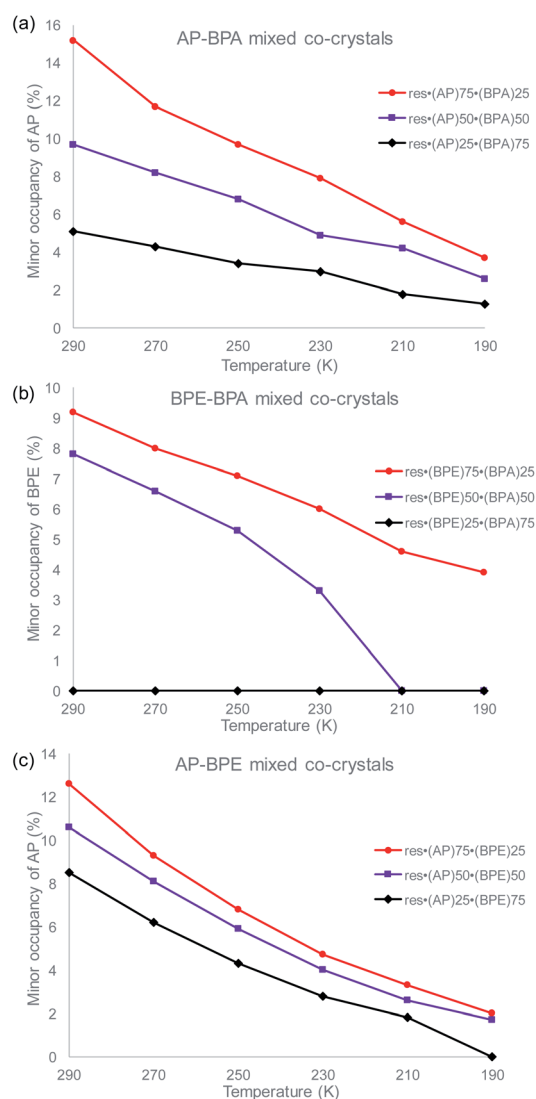 (a)
AP-BPA mixed co-crystals
Minor occupancy of AP (%)
16
14
12
10
8
6
4
2
0
res•(AP)75•(BPA)25
res•(AP)50•(BPA)50
res•(AP)25•(BPA)75
290 270 250 230 210 190
Temperature (K)
(b)
BPE-BPA mixed co-crystals
Minor occupancy of BPE (%)
10
9
8
7
6
5
4
3
2
1
0
res•(BPE)75•(BPA)25
res•(BPE)50•(BPA)50
res•(BPE)25•(BPA)75
290 270 250 230 210 190
Temperature (K)
(c)
AP-BPE mixed co-crystals
Minor occupancy of AP (%)
14
12
10
8
6
4
2
0
res•(AP)75•(BPE)25
res•(AP)50•(BPE)50
res•(AP)25•(BPE)75
290 270 250 230 210 190
Temperature (K)